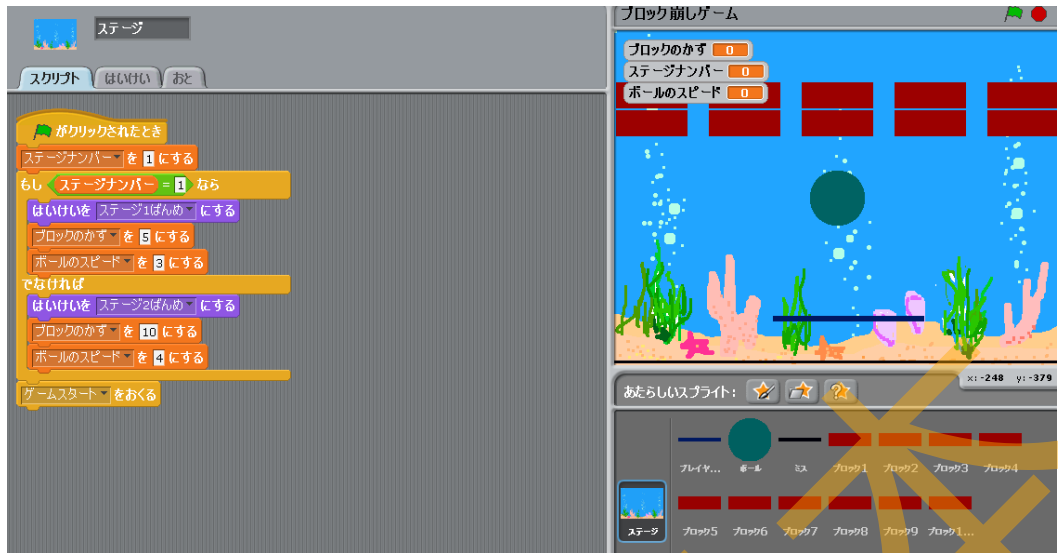 ステージ
スクリプト はいけい おと
がクリックされたとき
ステージナンバー を 1 にする
もし ステージナンバー = 1 なら
はいけいを ステージ1ばんめ にする
ブロックのかず を 5 にする
ボールのスピード を 3 にする
でなければ
はいけいを ステージ2ばんめ にする
ブロックのかず を 10 にする
ボールのスピード を 4 にする
ゲームスタート をおくる
ブロック崩しゲーム
ブロックのかず 0
ステージナンバー 0
ボールのスピード 0
x: -248 y: -379
あたらしいスプライト:
プレイヤ... ボール ミス ブロック1 ブロック2 ブロック3 ブロック4
ステージ ブロック5 ブロック6 ブロック7 ブロック8 ブロック9 ブロック1...